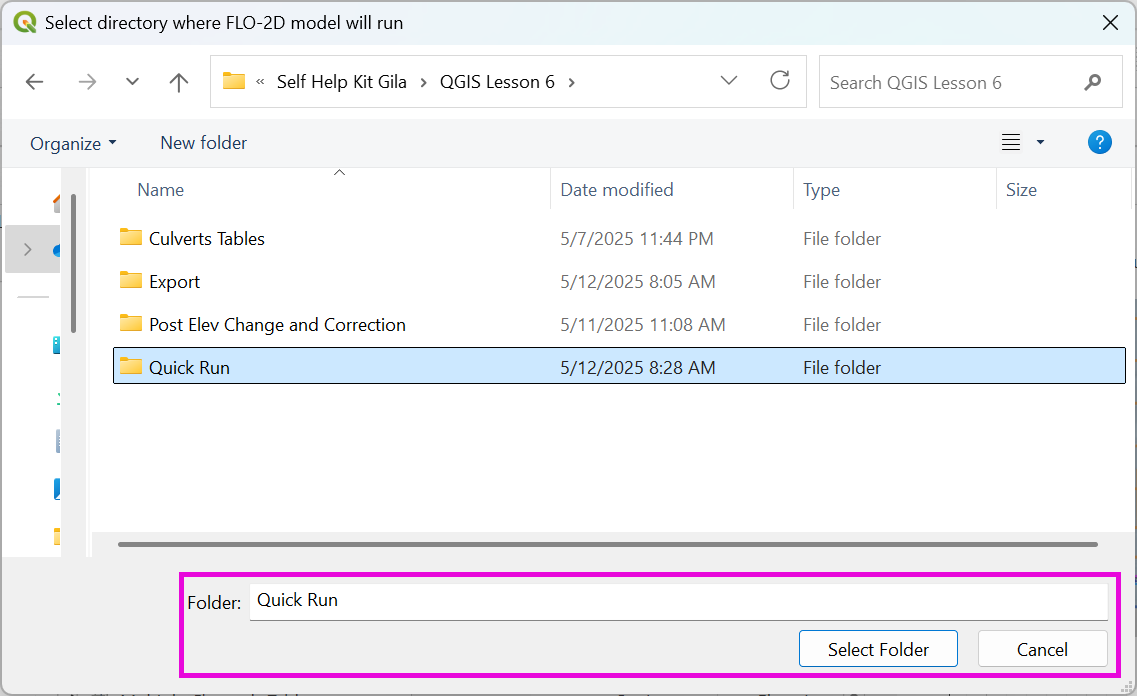 Select directory where FLO-2D model will run
« Self Help Kit Gila › QGIS Lesson 6 ›
Search QGIS Lesson 6
Organize New folder ?
Name Date modified Type Size
Culverts Tables 5/7/2025 11:44 PM File folder
Export 5/12/2025 8:05 AM File folder
Post Elev Change and Correction 5/11/2025 11:08 AM File folder
Quick Run 5/12/2025 8:28 AM File folder
Folder: Quick Run
Select Folder Cancel